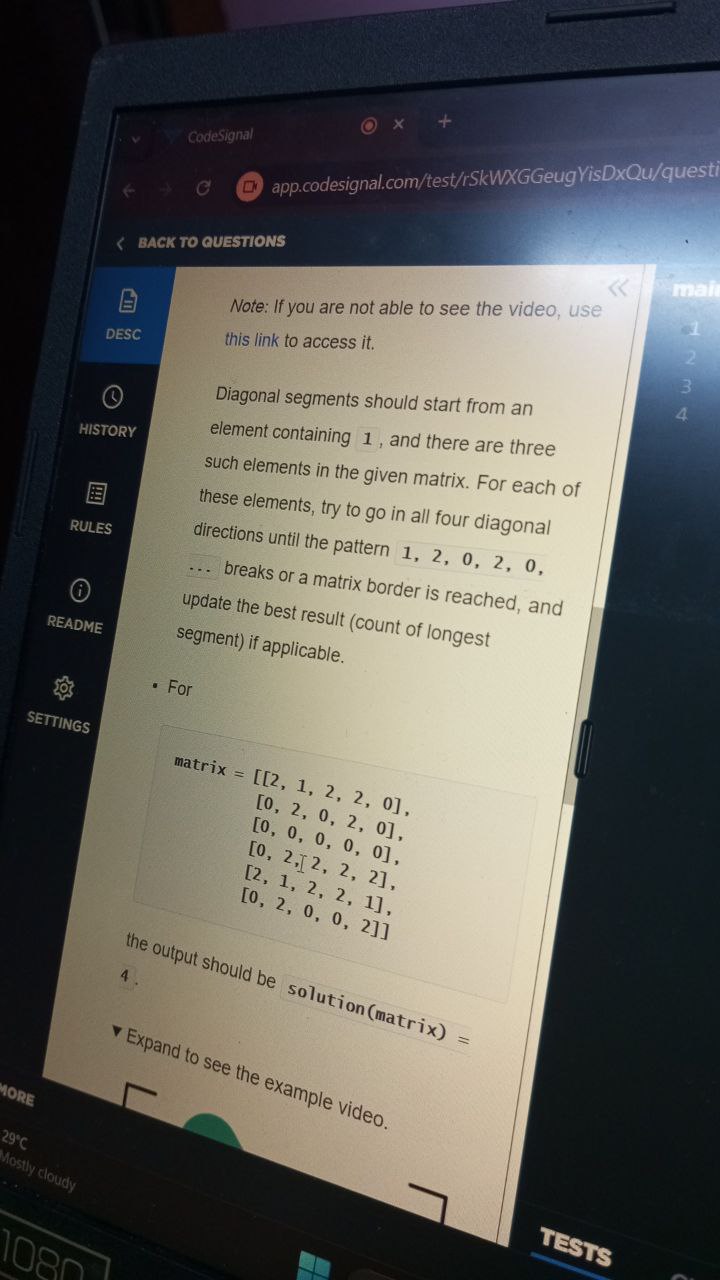 CodeSignal
app.codesignal.com/test/rSkWXGGeugYisDxQu/questi
BACK TO QUESTIONS
DESC
HISTORY
RULES
README
SETTINGS
MORE
Note: If you are not able to see the video, use
this link to access it.
Diagonal segments should start from an
element containing 1, and there are three
such elements in the given matrix. For each of
these elements, try to go in all four diagonal
directions until the pattern 1, 2, 0, 2, 0,
... breaks or a matrix border is reached, and
update the best result (count of longest
segment) if applicable.
• For
matrix = [[2, 1, 2, 2, 0],
[0, 2, 0, 2, 0],
[0, 0, 0, 0, 0],
[0, 2, 2, 2, 2],
[2, 1, 2, 2, 1],
[0, 2, 0, 0, 2]]
the output should be solution(matrix) =
4.
▼ Expand to see the example video.
main
1
2
3
4
TESTS
29°C
Mostly cloudy
1080